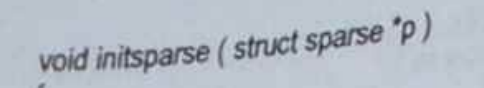 void initsparse ( struct sparse *p )